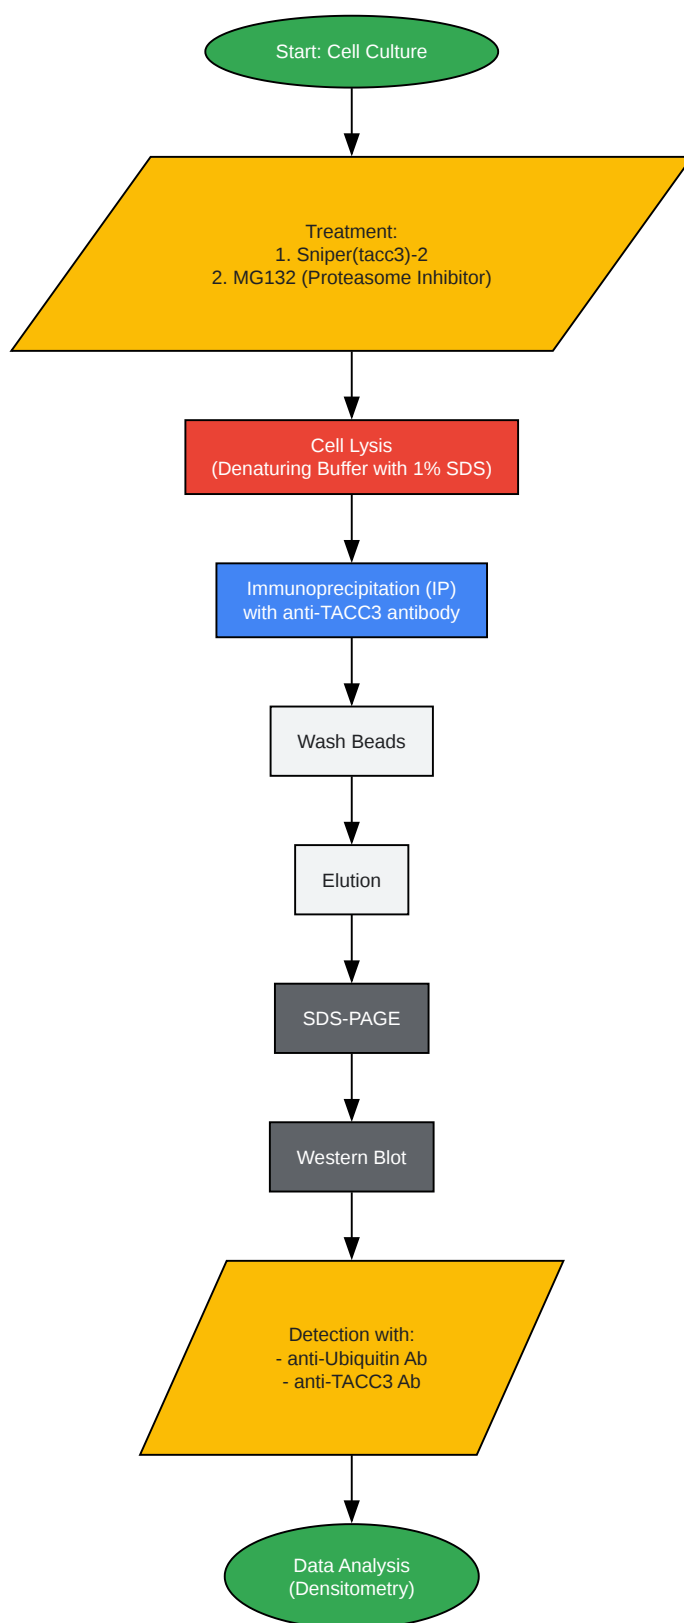 Start: Cell Culture
Treatment:
1. Sniper(tacc3)-2
2. MG132 (Proteasome Inhibitor)
Cell Lysis
(Denaturing Buffer with 1% SDS)
Immunoprecipitation (IP)
with anti-TACC3 antibody
Wash Beads
Elution
SDS-PAGE
Western Blot
Detection with:
- anti-Ubiquitin Ab
- anti-TACC3 Ab
Data Analysis
(Densitometry)